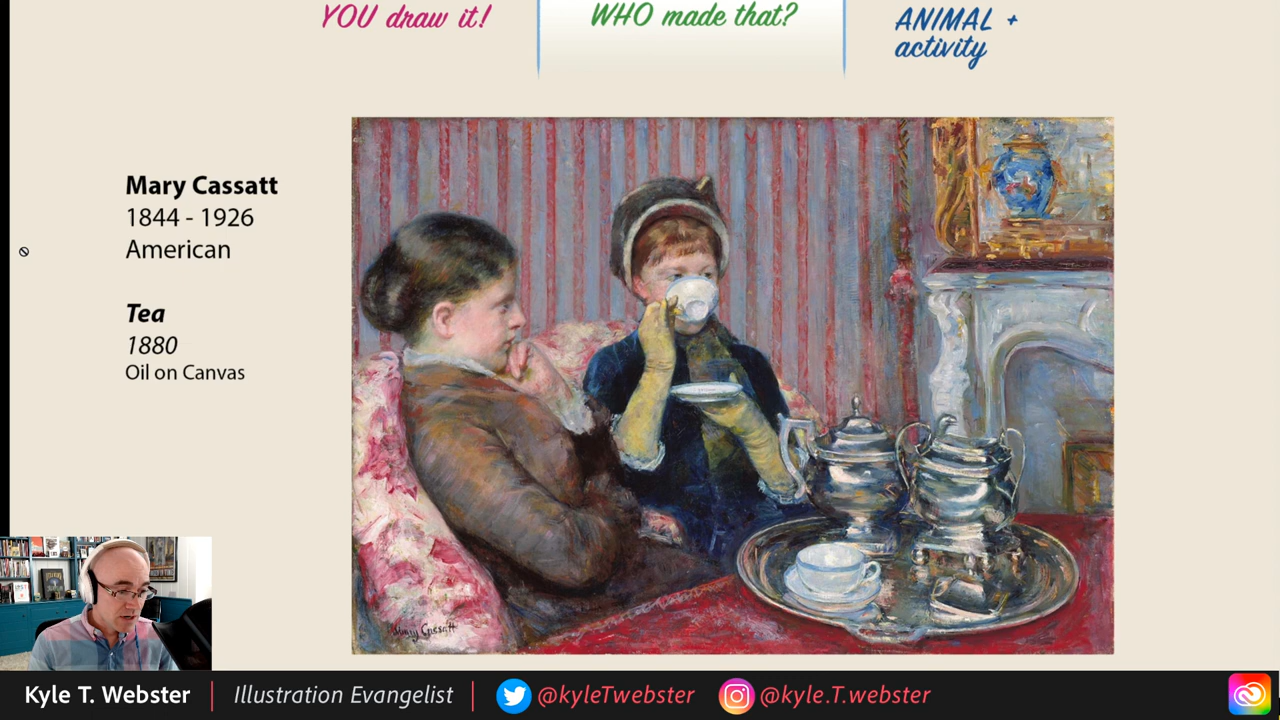 YOU draw it!
WHO made that?
ANIMAL +
activity
Mary Cassatt
1844 - 1926
American
Tea
1880
Oil on Canvas
Mary Cassatt
Kyle T. Webster | Illustration Evangelist | @kyleTwebster @kyle.T.webster